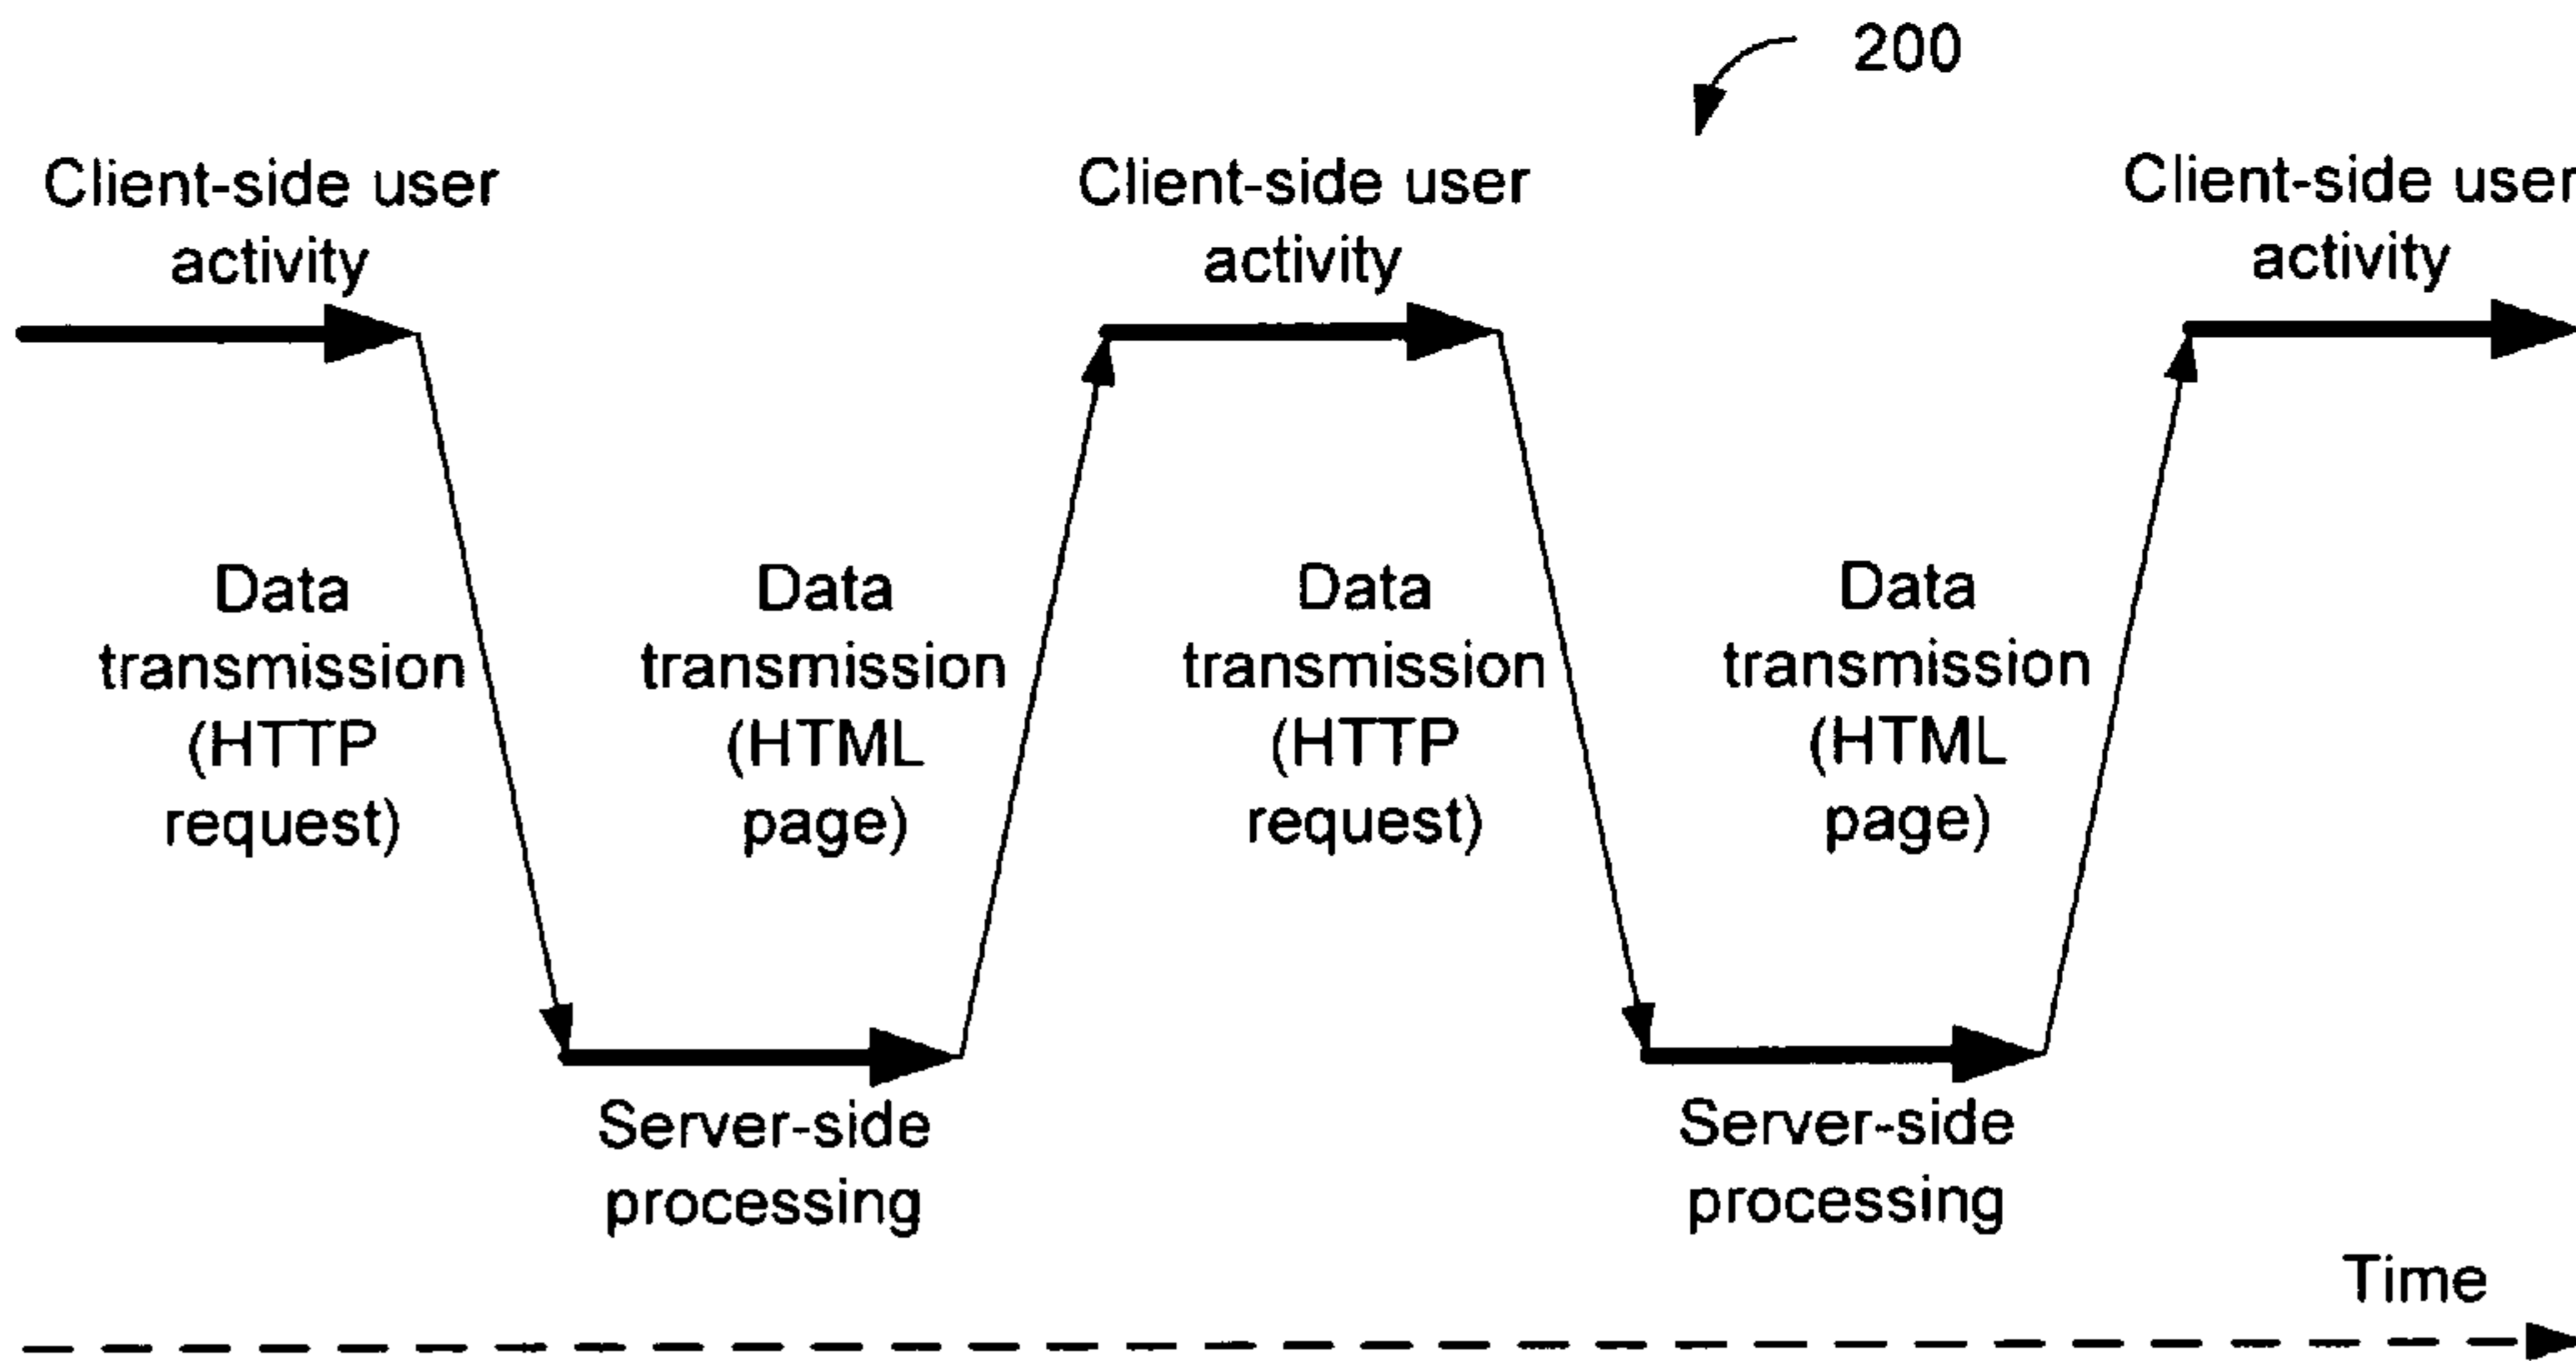 200
Client-side user
activity
Client-side user
activity
Client-side user
activity
Data
transmission
(HTTP
request)
Data
transmission
(HTML
page)
Data
transmission
(HTTP
request)
Data
transmission
(HTML
page)
Server-side
processing
Server-side
processing
Time